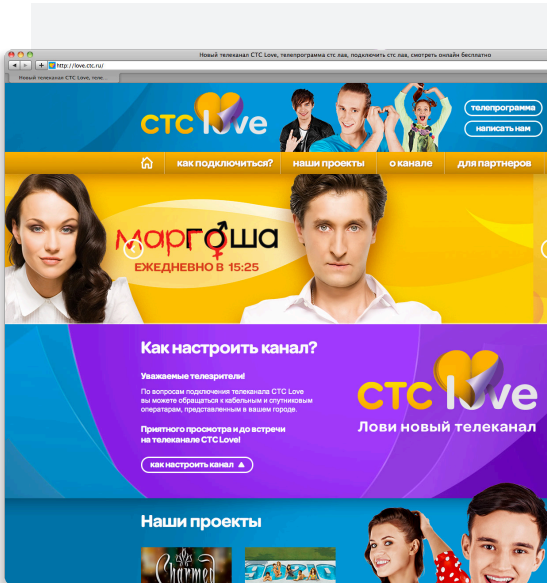 Новый телеканал СТС Love, телепрограмма стс лав, подключить стс лав, смотреть онлайн бесплатно
http://love.ctc.ru/
Новый телеканал СТС Love, теле...
СТС love
телепрограмма
написать нам
как подключиться?
наши проекты
о канале
для партнеров
маргоша
ЕЖЕДНЕВНО В 15:25
Как настроить канал?
Уважаемые телезрители!
По вопросам подключения телеканала СТС Love
вы можете обращаться к кабельным и спутниковым
операторам, представленным в вашем городе.
Приятного просмотра и до встречи
на телеканале СТС Love!
как настроить канал ▲
СТС love
Лови новый телеканал
Наши проекты
Charmed